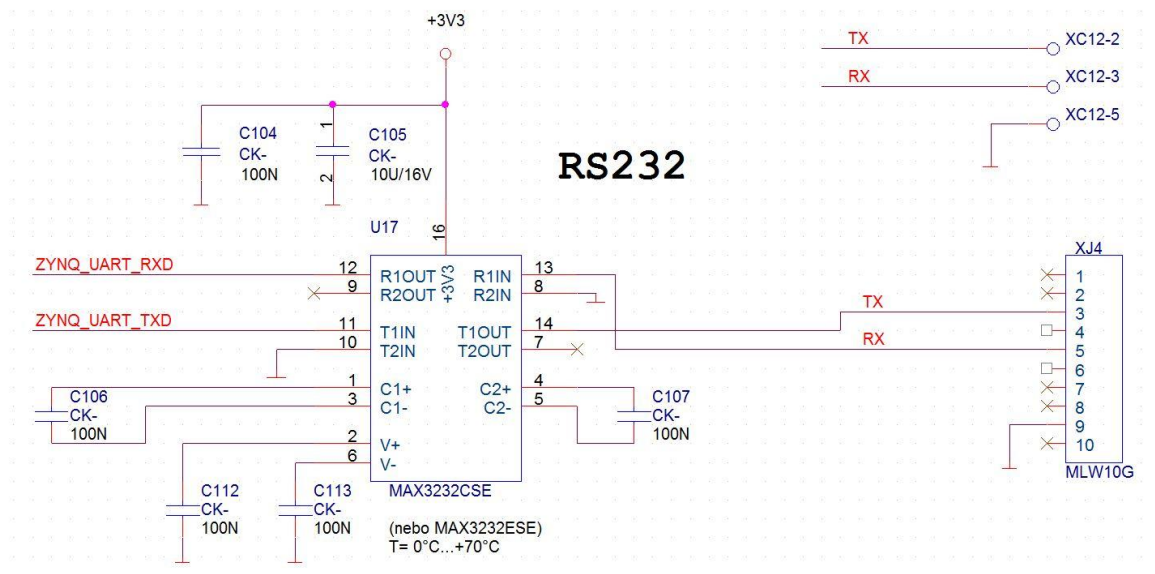 +3V3
TX
XC12-2
RX
XC12-3
XC12-5
C104
CK-
100N
1
2
C105
CK-
10U/16V
RS232
U17
16
+3V3
ZYNQ_UART_RXD
12
R1OUT
R1IN
13
9
R2OUT
R2IN
8
ZYNQ_UART_TXD
11
T1IN
T1OUT
14
10
T2IN
T2OUT
7
1
C1+
C2+
4
3
C1-
C2-
5
2
V+
6
V-
MAX3232CSE
(nebo MAX3232ESE)
T= 0°C...+70°C
C106
CK-
100N
C107
CK-
100N
C112
CK-
100N
C113
CK-
100N
TX
RX
XJ4
1
2
3
4
5
6
7
8
9
10
MLW10G